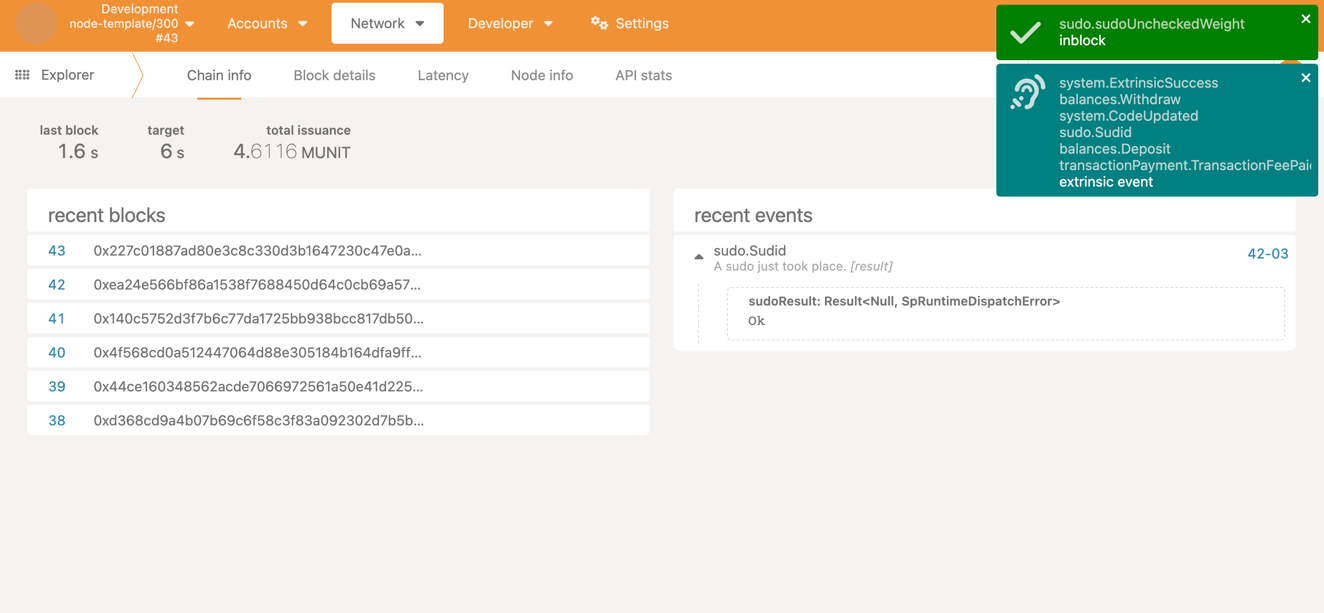 Development
node-template/300
#43
Accounts
Network
Developer
Settings
sudo.sudoUncheckedWeight
inblock
system.ExtrinsicSuccess
balances.Withdraw
system.CodeUpdated
sudo.Sudid
balances.Deposit
transactionPayment.TransactionFeePai
extrinsic event
Explorer
Chain info
Block details
Latency
Node info
API stats
last block
1.6 s
target
6 s
total issuance
4.6116 MUNIT
recent blocks
43 0x227c01887ad80e3c8c330d3b1647230c47e0a...
42 0xea24e566bf86a1538f7688450d64c0cb69a57...
41 0x140c5752d3f7b6c77da1725bb938bcc817db50...
40 0x4f568cd0a512447064d88e305184b164dfa9ff...
39 0x44ce160348562acde7066972561a50e41d225...
38 0xd368cd9a4b07b69c6f58c3f83a092302d7b5b...
recent events
sudo.Sudid 42-03
A sudo just took place. [result]
sudoResult: Result<Null, SpRuntimeDispatchError>
Ok